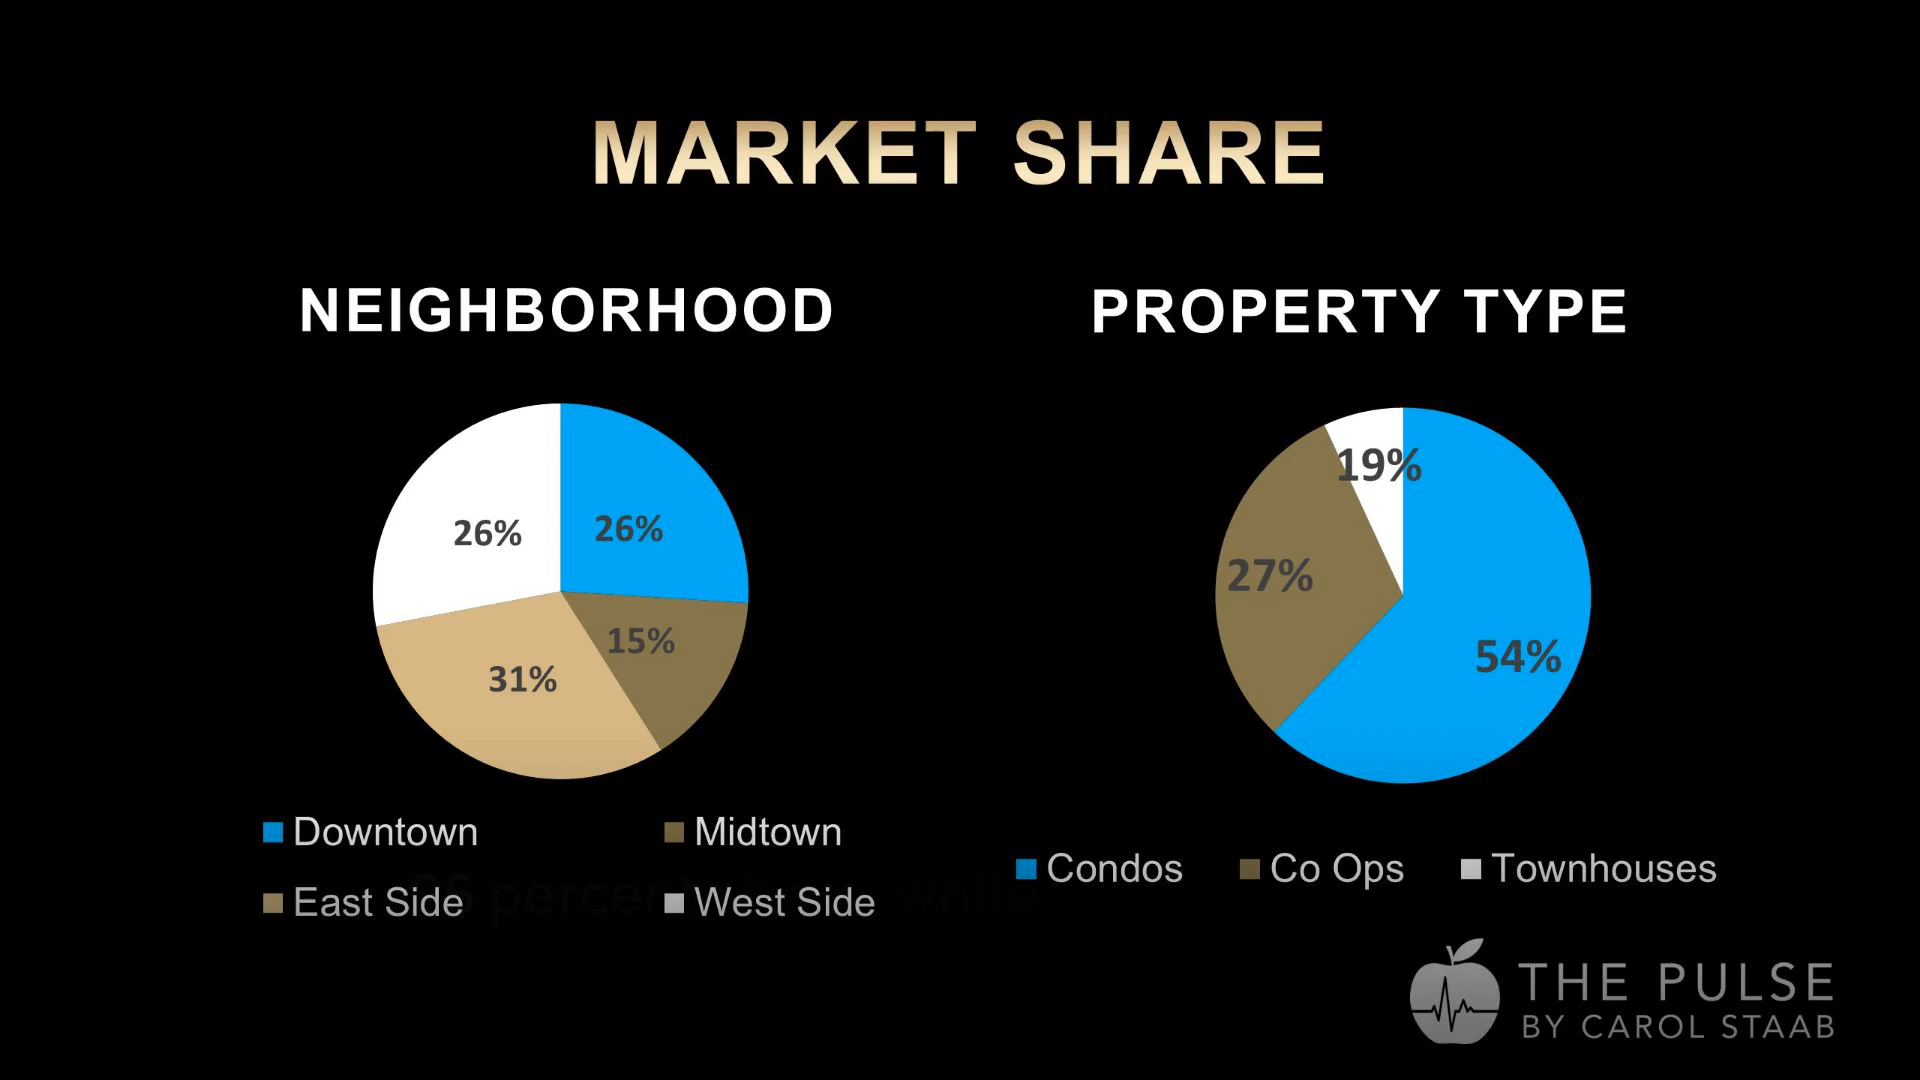 MARKET SHARE
NEIGHBORHOOD
26%
26%
15%
31%
Downtown
Midtown
East Side
West Side
PROPERTY TYPE
19%
27%
54%
Condos
Co Ops
Townhouses
THE PULSE
BY CAROL STAAB